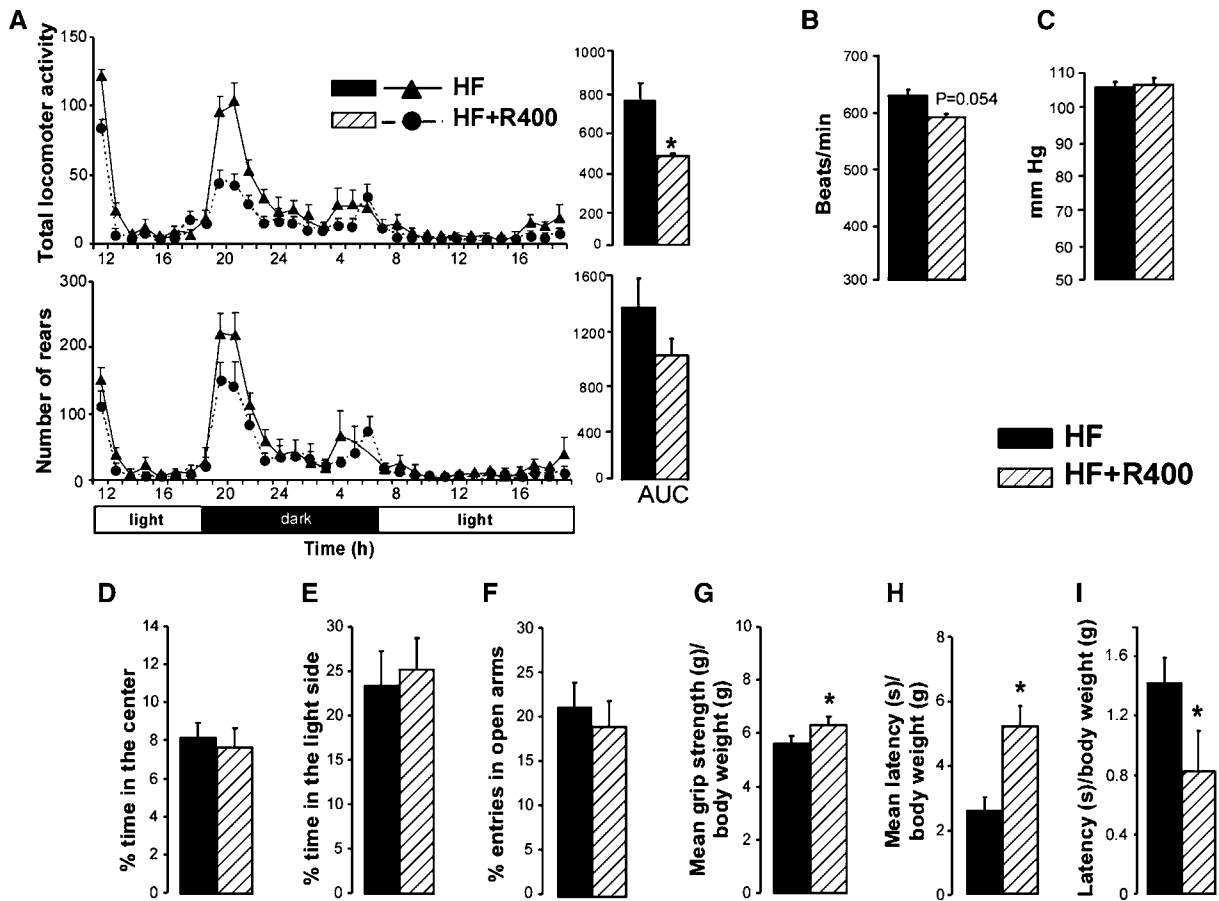 A
Total locomoter activity
150
100
50
0
12 16 20 24 4 8 12 16
HF
HF+R400
1000
800
600
400
200
0
*
Number of rears
300
200
100
0
12 16 20 24 4 8 12 16
light dark light
Time (h)
1600
1200
800
400
0
AUC
B
Beats/min
700
600
500
400
300
P=0.054
C
mm Hg
110
100
90
80
70
60
50
HF
HF+R400
D
% time in the center
14
12
10
8
6
4
2
0
E
% time in the light side
30
25
20
15
10
5
0
F
% entries in open arms
30
25
20
15
10
5
0
G
Mean grip strength (g)/
body weight (g)
10
8
6
4
2
0
*
H
Mean latency (s)/
body weight (g)
8
6
4
2
0
*
I
Latency (s)/body weight (g)
1.6
1.2
0.8
0.4
0
*